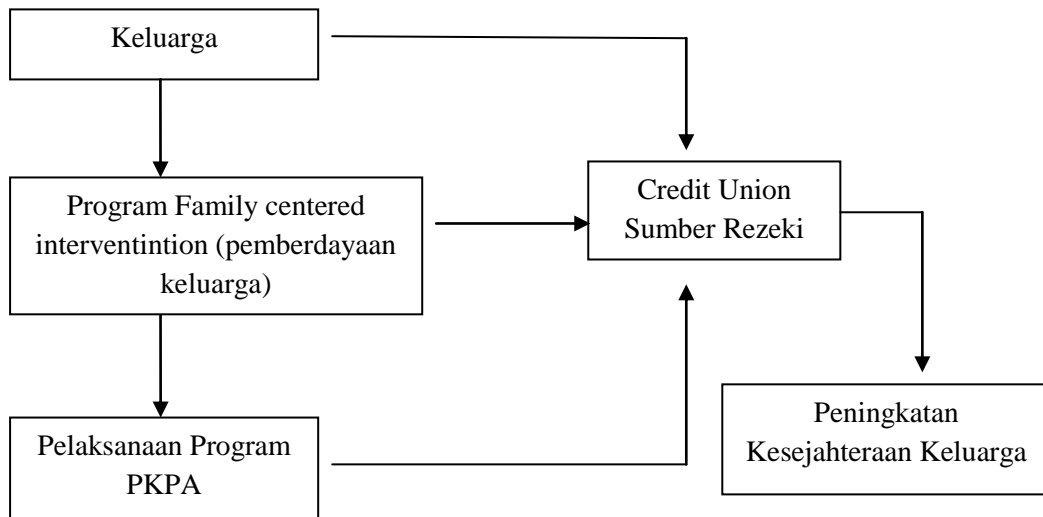 Keluarga
Program Family centered
interventintion (pemberdayaan
keluarga)
Credit Union
Sumber Rezeki
Pelaksanaan Program
PKPA
Peningkatan
Kesejahteraan Keluarga